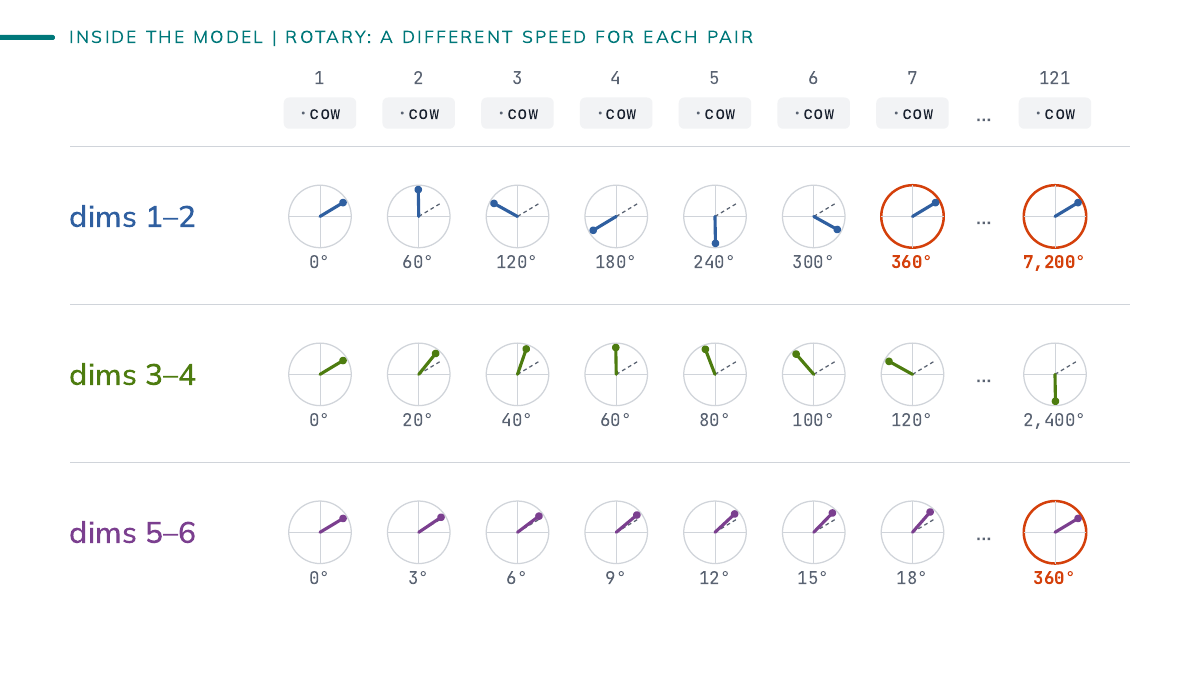 INSIDE THE MODEL | ROTARY: A DIFFERENT SPEED FOR EACH PAIR
1 2 3 4 5 6 7 121
·cow ·cow ·cow ·cow ·cow ·cow ·cow ... ·cow
dims 1–2 ...
0° 60° 120° 180° 240° 300° 360° 7,200°
dims 3–4 ...
0° 20° 40° 60° 80° 100° 120° 2,400°
dims 5–6 ...
0° 3° 6° 9° 12° 15° 18° 360°